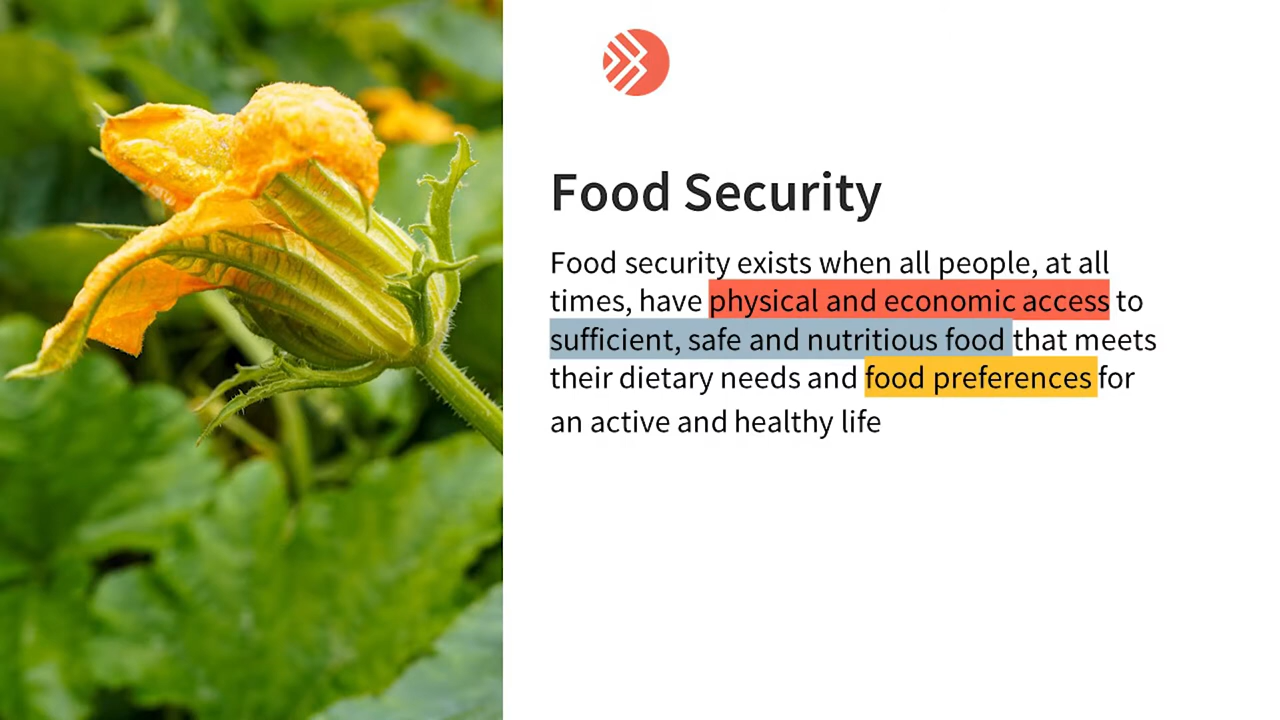 Food Security
Food security exists when all people, at all
times, have physical and economic access to
sufficient, safe and nutritious food that meets
their dietary needs and food preferences for
an active and healthy life